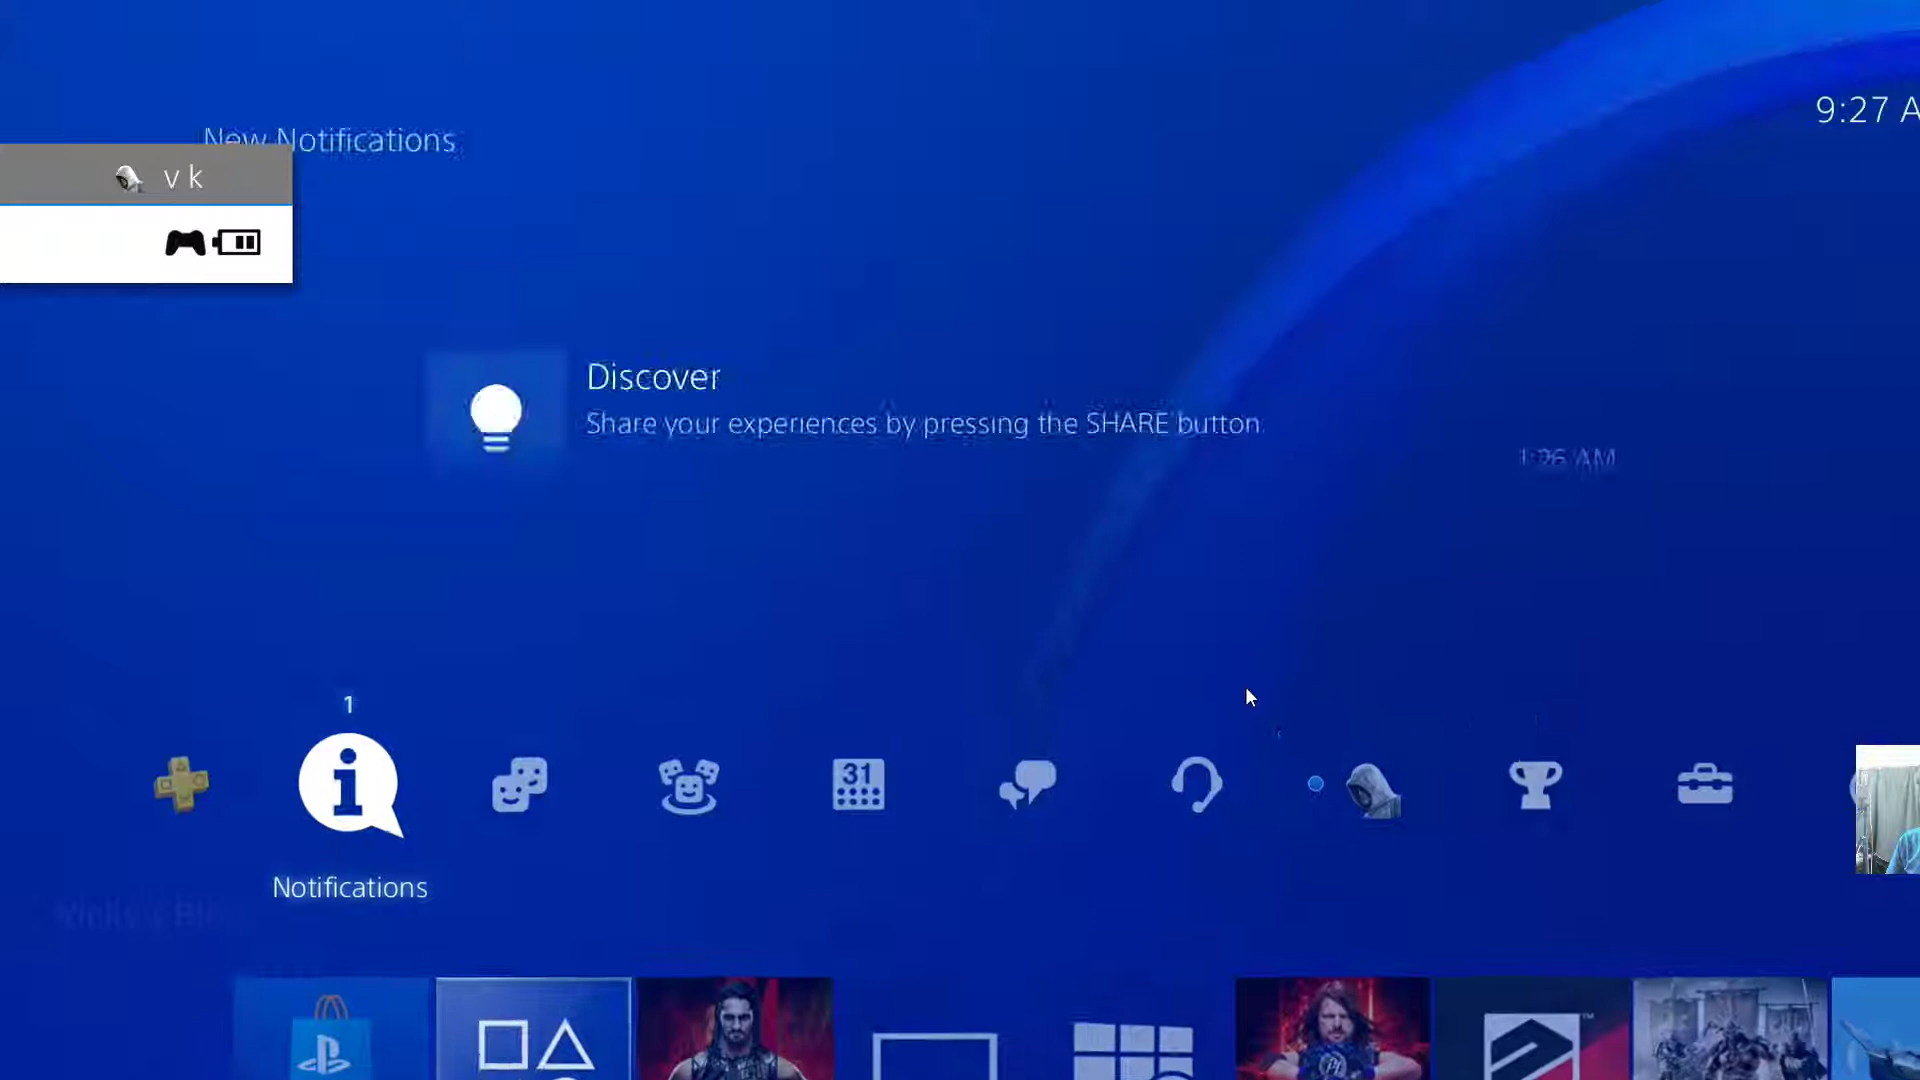 9:27 A
New Notifications
v k
Discover
Share your experiences by pressing the SHARE button.
1
31
Notifications